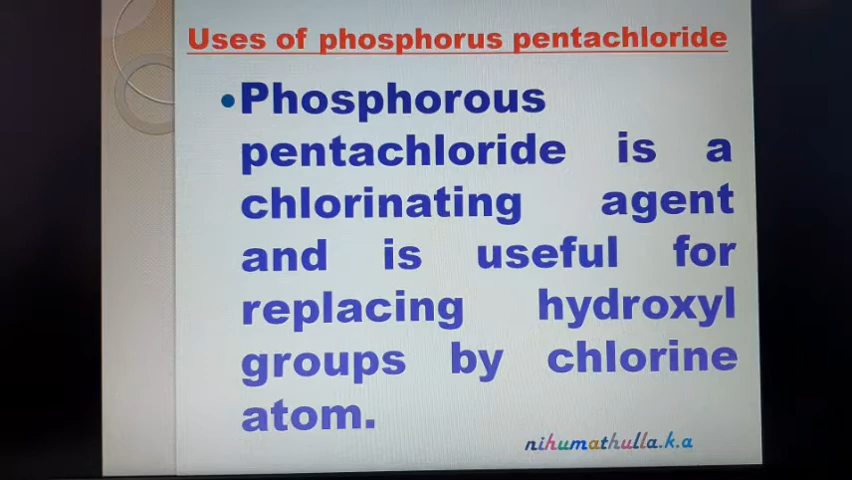 Uses of phosphorus pentachloride
•Phosphorous
pentachloride is a
chlorinating agent
and is useful for
replacing hydroxyl
groups by chlorine
atom.
nihumathulla.k.a